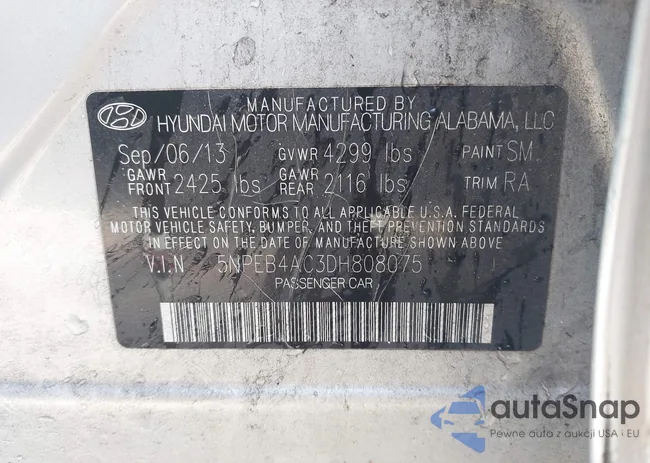 MANUFACTURED BY
HYUNDAI MOTOR MANUFACTURING ALABAMA, LLC
Sep/06/13 GVWR 4299 lbs PAINT SM
GAWR FRONT 2425 lbs GAWR REAR 2116 lbs TRIM RA
THIS VEHICLE CONFORMS TO ALL APPLICABLE U.S.A. FEDERAL
MOTOR VEHICLE SAFETY, BUMPER, AND THEFT PREVENTION STANDARDS
IN EFFECT ON THE DATE OF MANUFACTURE SHOWN ABOVE
V.I.N 5NPEB4AC3DH808075
PASSENGER CAR
autaSnap
Pewne auta z aukcji USA i EU